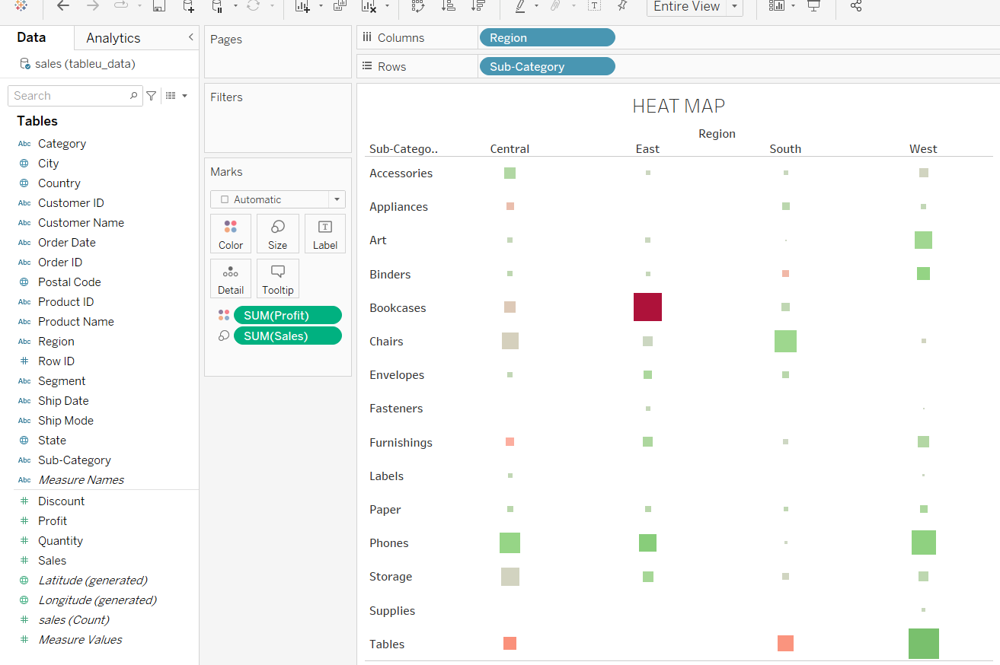 Entire View
Data
Analytics
sales (tableu_data)
Search
Tables
Abc Category
City
Country
Abc Customer ID
Abc Customer Name
Abc Order Date
Abc Order ID
Postal Code
Abc Product ID
Abc Product Name
Abc Region
# Row ID
Abc Segment
Abc Ship Date
Abc Ship Mode
State
Abc Sub-Category
Abc Measure Names
# Discount
# Profit
# Quantity
# Sales
Latitude (generated)
Longitude (generated)
# sales (Count)
# Measure Values
Pages
Filters
Marks
Automatic
Color
Size
T
Label
Detail
Tooltip
SUM(Profit)
SUM(Sales)
T
Columns
Region
Rows
Sub-Category
HEAT MAP
Region
Sub-Catego.. Central East South West
Accessories
Appliances
Art
Binders
Bookcases
Chairs
Envelopes
Fasteners
Furnishings
Labels
Paper
Phones
Storage
Supplies
Tables